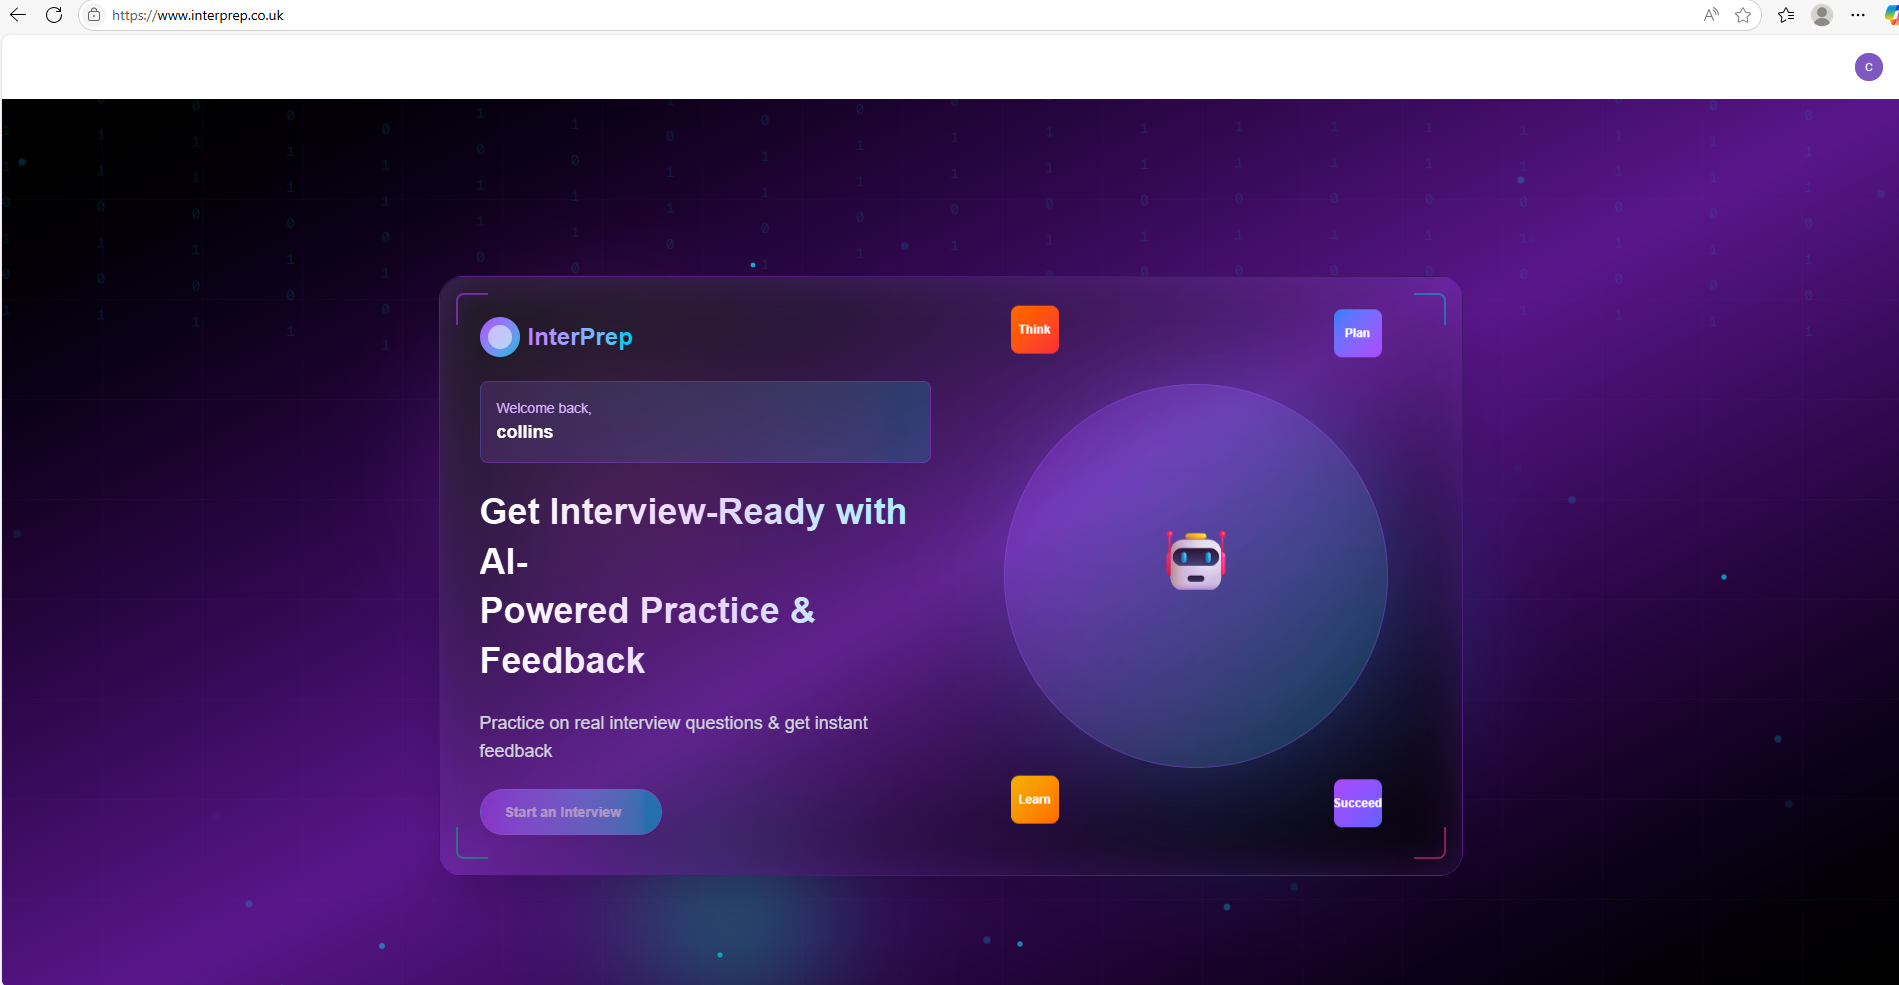 https://www.interprep.co.uk
C
InterPrep
Welcome back,
collins
Get Interview-Ready with
AI-
Powered Practice &
Feedback
Practice on real interview questions & get instant
feedback
Start an Interview
Think
Plan
Learn
Succeed